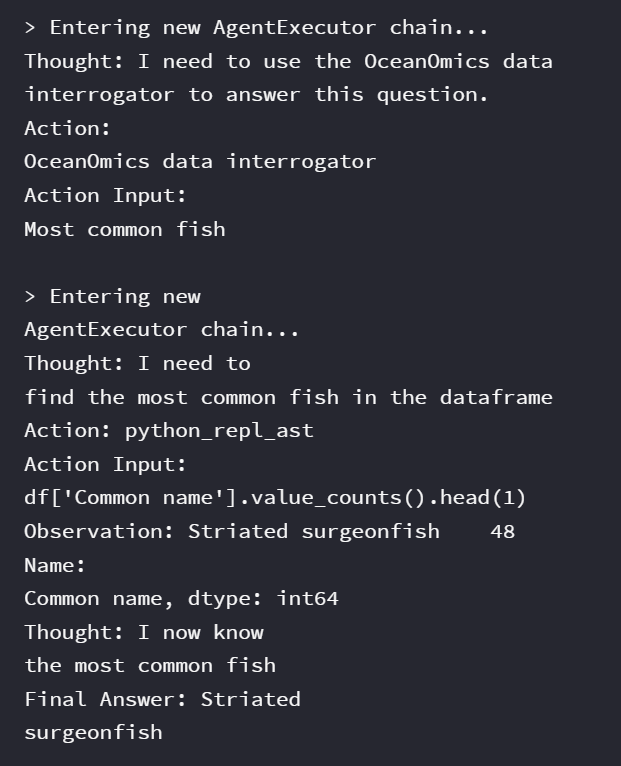 > Entering new AgentExecutor chain...
Thought: I need to use the OceanOmics data
interrogator to answer this question.
Action:
OceanOmics data interrogator
Action Input:
Most common fish
> Entering new
AgentExecutor chain...
Thought: I need to
find the most common fish in the dataframe
Action: python_repl_ast
Action Input:
df['Common name'].value_counts().head(1)
Observation: Striated surgeonfish    48
Name:
Common name, dtype: int64
Thought: I now know
the most common fish
Final Answer: Striated
surgeonfish